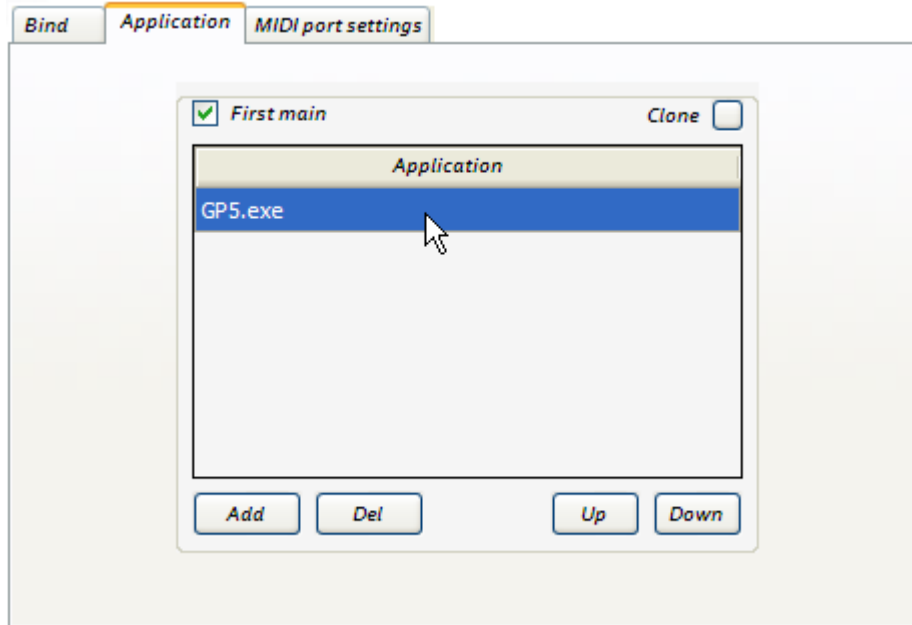 Bind Application MIDI port settings
First main Clone
Application
GP5.exe
Add Del Up Down